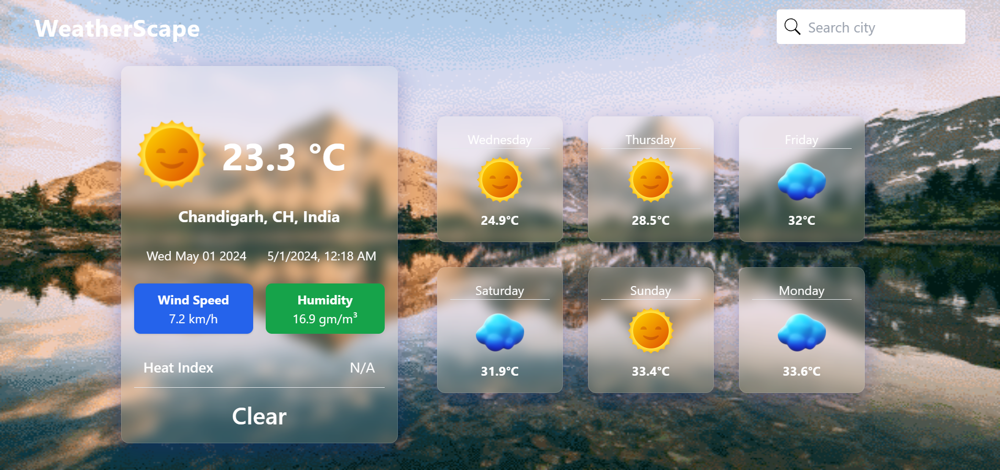 WeatherScape
Search city
23.3 °C
Chandigarh, CH, India
Wed May 01 2024 5/1/2024, 12:18 AM
Wind Speed
7.2 km/h
Humidity
16.9 gm/m³
Heat Index N/A
Clear
Wednesday
24.9°C
Thursday
28.5°C
Friday
32°C
Saturday
31.9°C
Sunday
33.4°C
Monday
33.6°C